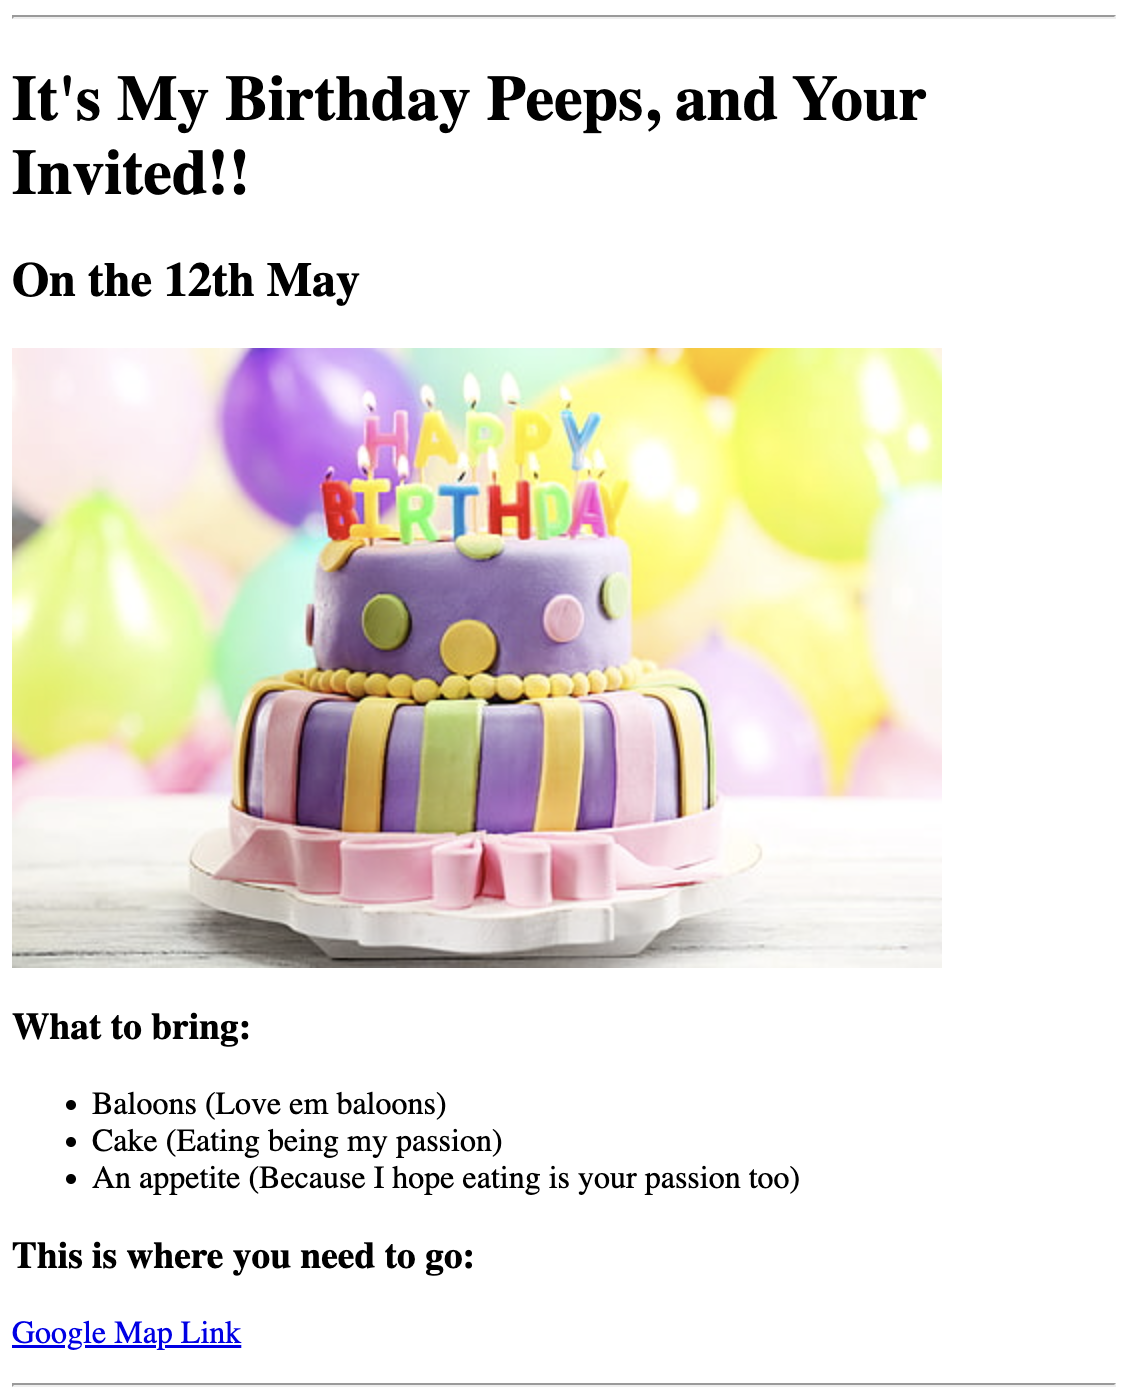 It's My Birthday Peeps, and Your
Invited!!
On the 12th May
HAPPY
BIRTHDAY
What to bring:
Baloons (Love em baloons)
Cake (Eating being my passion)
An appetite (Because I hope eating is your passion too)
This is where you need to go:
Google Map Link